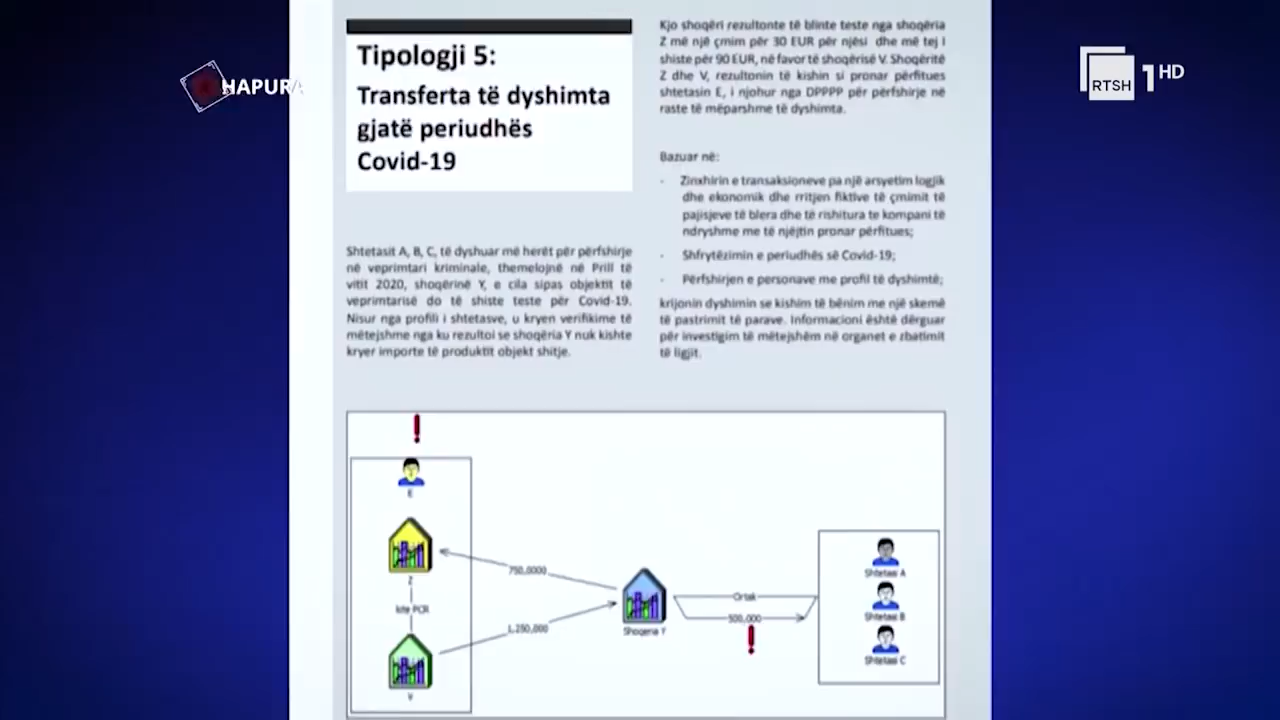 HAPUR
RTSH 1 HD
Tipologji 5:
Transferta të dyshimta
gjatë periudhës
Covid-19
Shtetasit A, B, C, të dyshuar më herët për përfshirje
në veprimtari kriminale, themelojnë në Prill të
vitit 2020, shoqërinë Y, e cila sipas objektit të
veprimtarisë do të shiste teste për Covid-19.
Nisur nga profili i shtetasve, u kryen verifikime të
mëtejshme nga ku rezultoi se shoqëria Y nuk kishte
kryer importe të produktit objekt shitje.
Kjo shoqëri rezultonte të blinte teste nga shoqëria
Z me një çmim për 30 EUR për njësi dhe më tej i
shiste për 90 EUR, në favor të shoqërisë V. Shoqëritë
Z dhe V, rezultonin të kishin si pronar përfitues
shtetasin E, i njohur nga DPPPP për përfshirje në
raste të mëparshme të dyshimta.
Bazuar në:
- Zinxhirin e transaksioneve pa një arsyetim logjik
dhe ekonomik dhe rritjen fiktive të çmimit të
pajisjeve të blera dhe të rishitura te kompani të
ndryshme me të njëjtin pronar përfitues;
- Shfrytëzimin e periudhës së Covid-19;
- Përfshirjen e personave me profil të dyshimtë;
krijonin dyshimin se kishim të bënim me një skemë
të pastrimit të parave. Informacioni është dërguar
për investigim të mëtejshëm në organet e zbatimit
të ligjit.
E
Z
kite PCR
V
750,0000
1,250,000
Shoqeria Y
Ortak
500,000
Shtetasi A
Shtetasi B
Shtetasi C